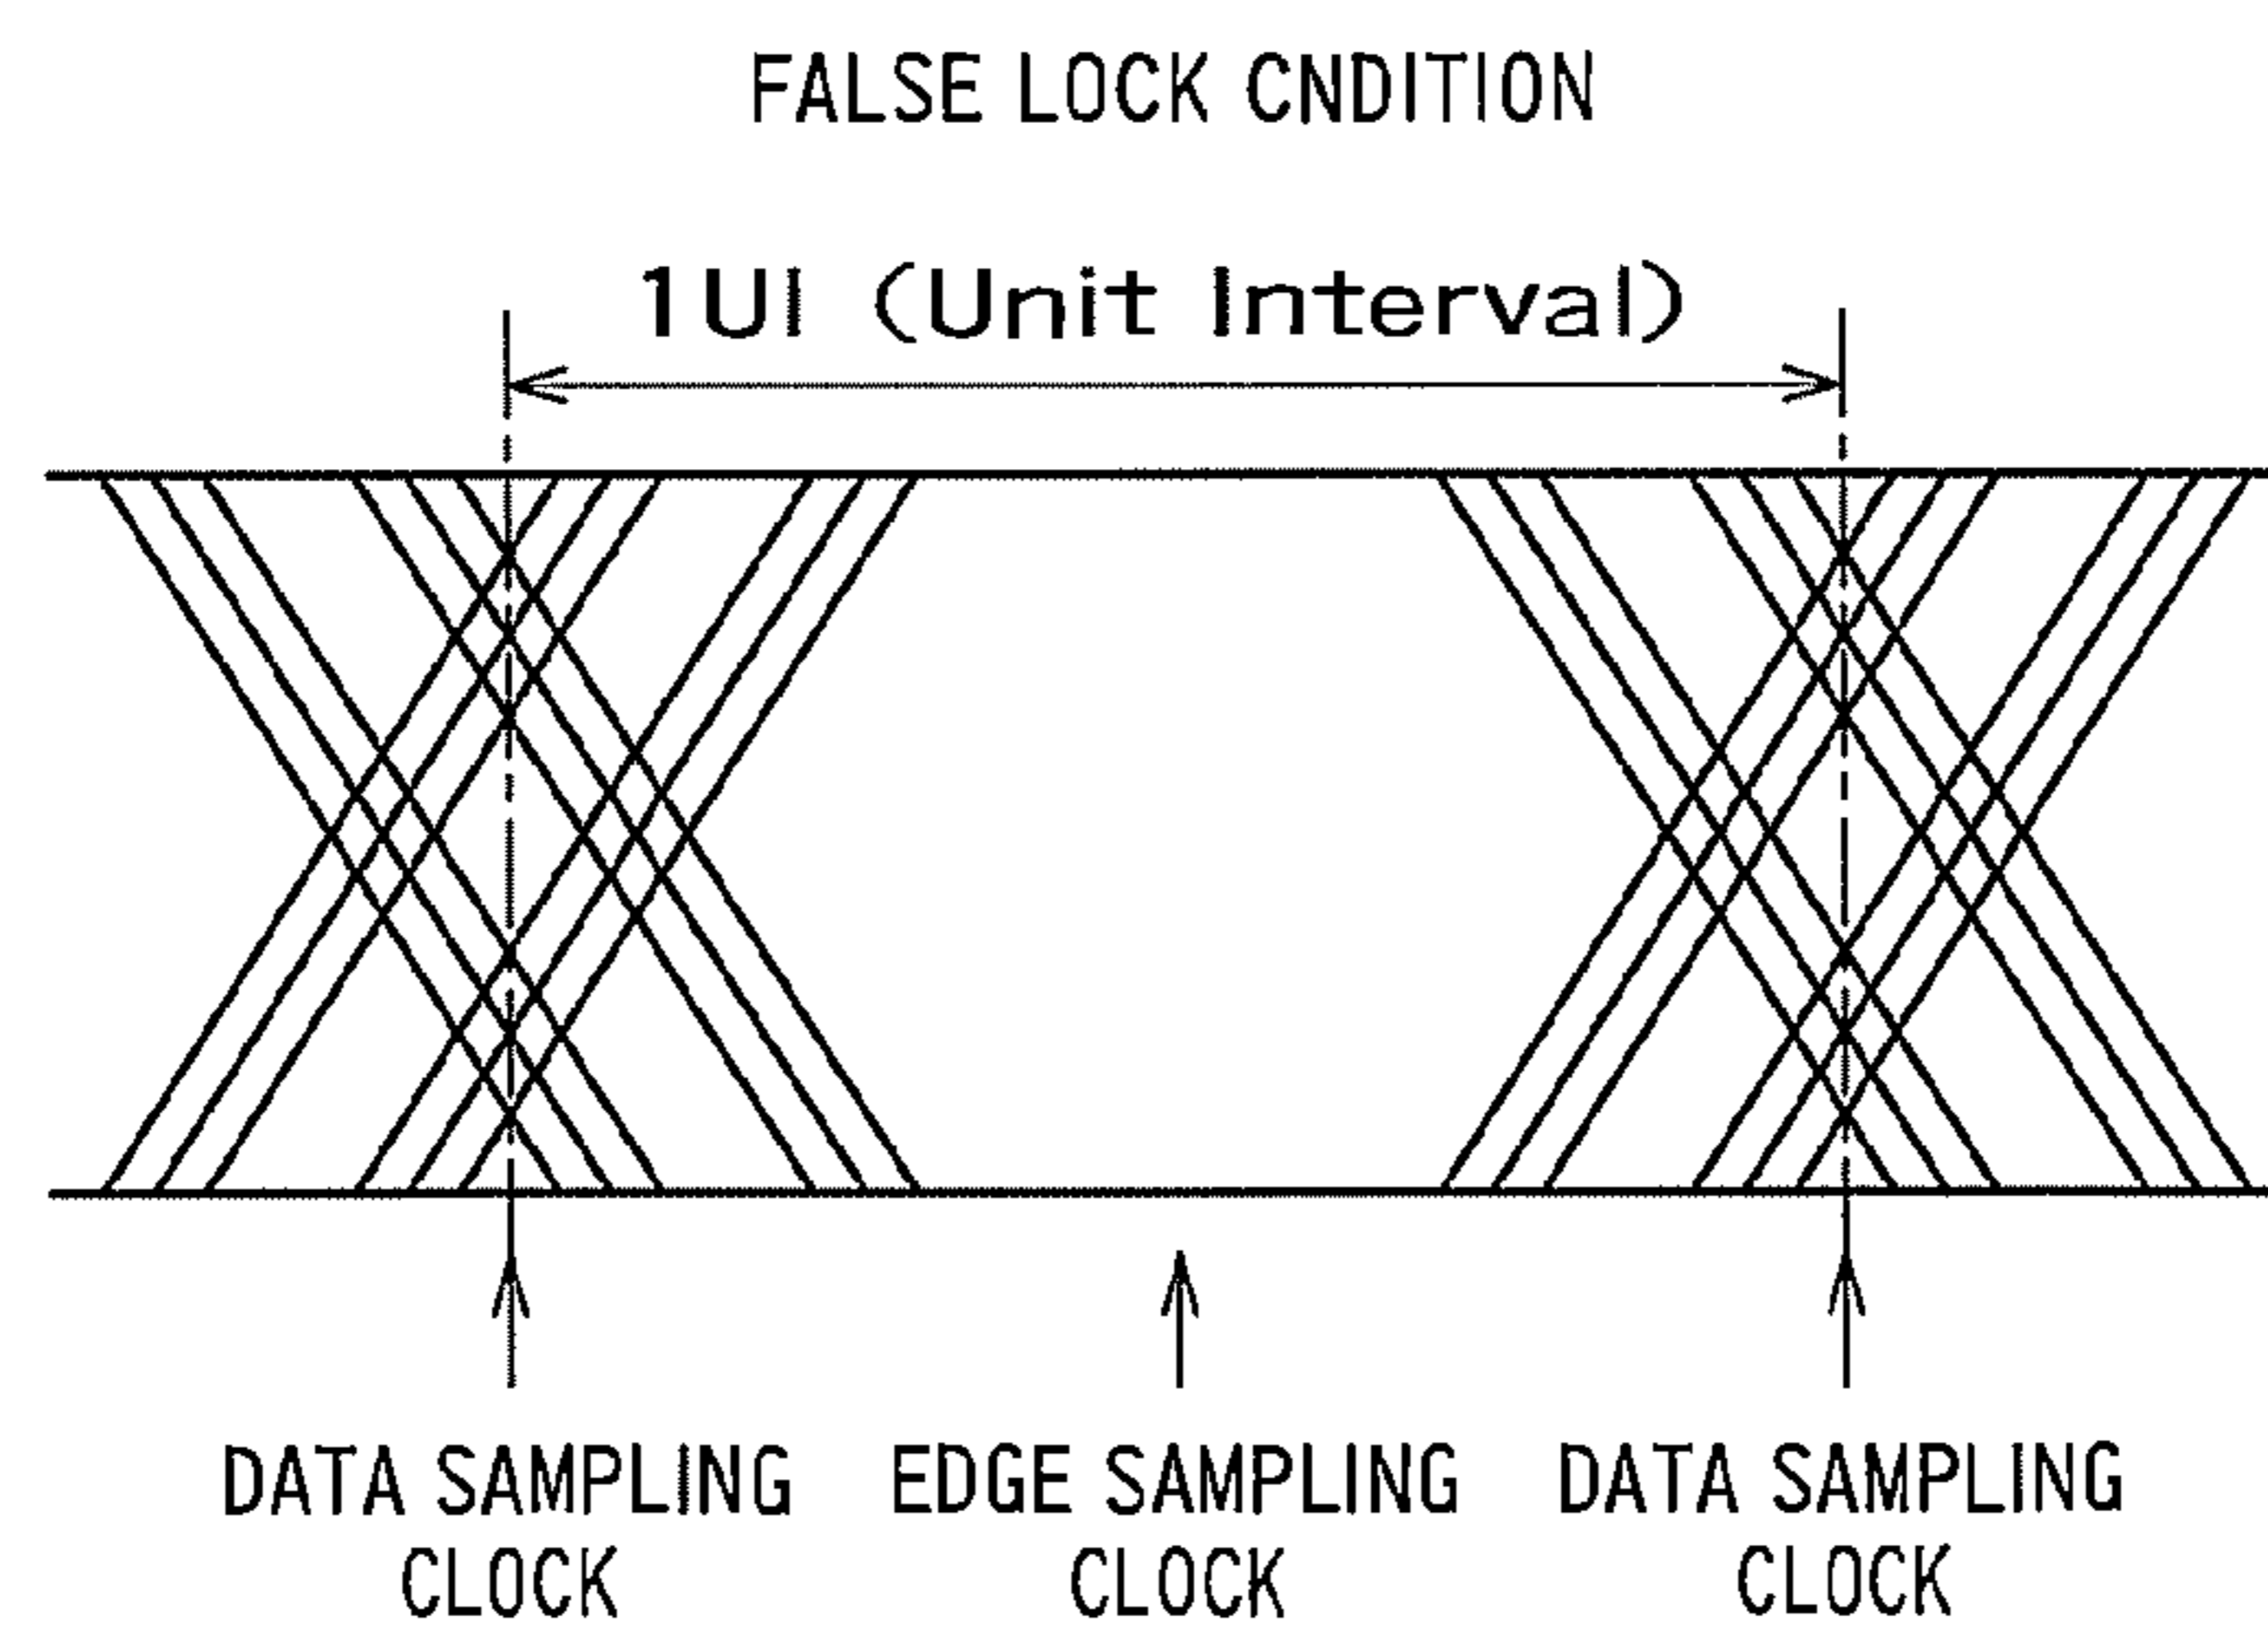 FALSE LOCK CNDITION
1UI (Unit Interval)
DATA SAMPLING
CLOCK
EDGE SAMPLING
CLOCK
DATA SAMPLING
CLOCK